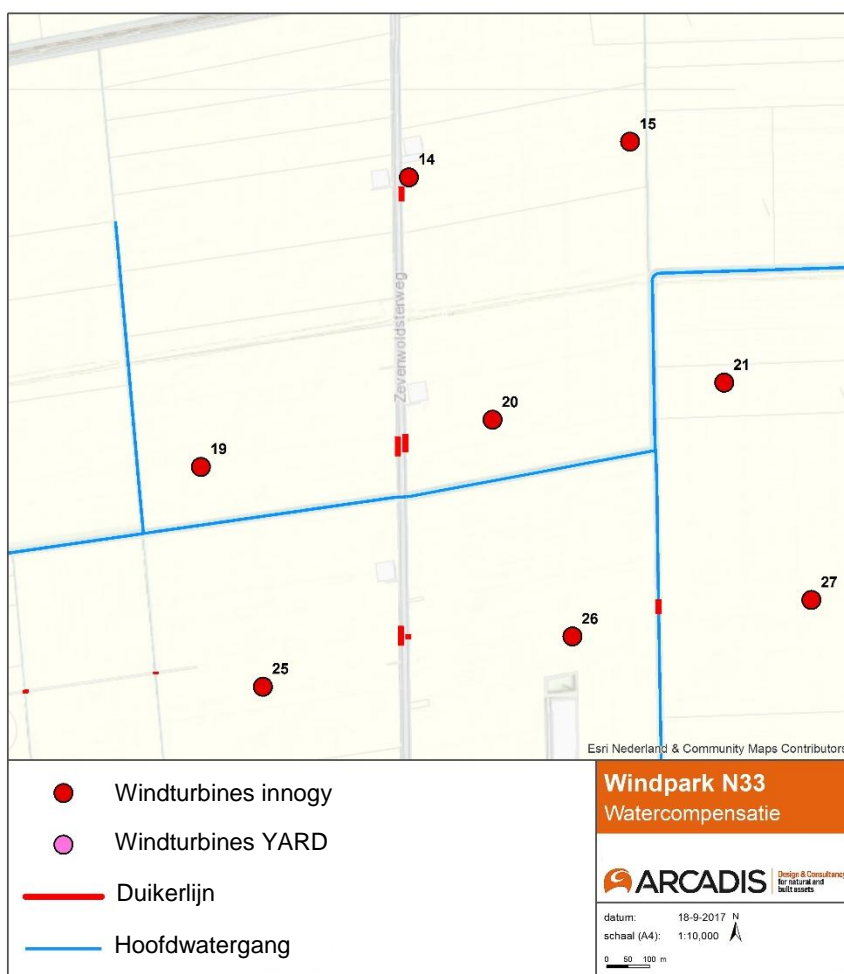 15
14
Zevenwoldsterweg
21
20
19
27
26
25
Esri Nederland & Community Maps Contributors
Windturbines innogy
Windturbines YARD
Duikerlijn
Hoofdwatergang
Windpark N33
Watercompensatie
ARCADIS
Design & Consultancy
for natural and
built assets
datum: 18-9-2017 N
schaal (A4): 1:10,000
0 50 100 m